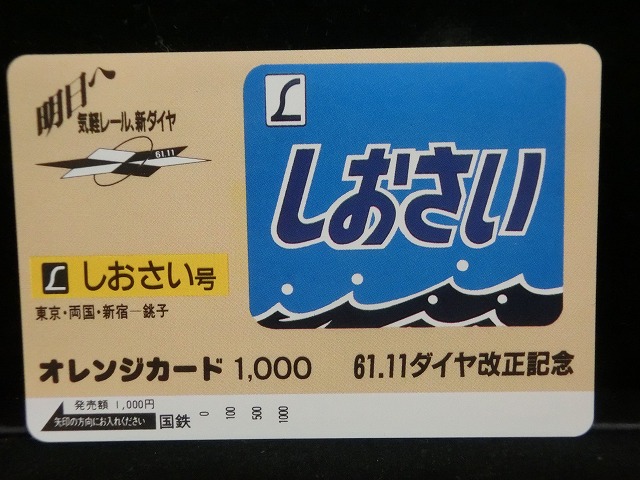 明日へ
気軽レール、新ダイヤ
61.11
L
しおさい
L しおさい号
東京・両国・新宿―銚子
オレンジカード 1,000
61.11ダイヤ改正記念
発売額 1,000円
矢印の方向にお入れください
国鉄
0 100 500 1000